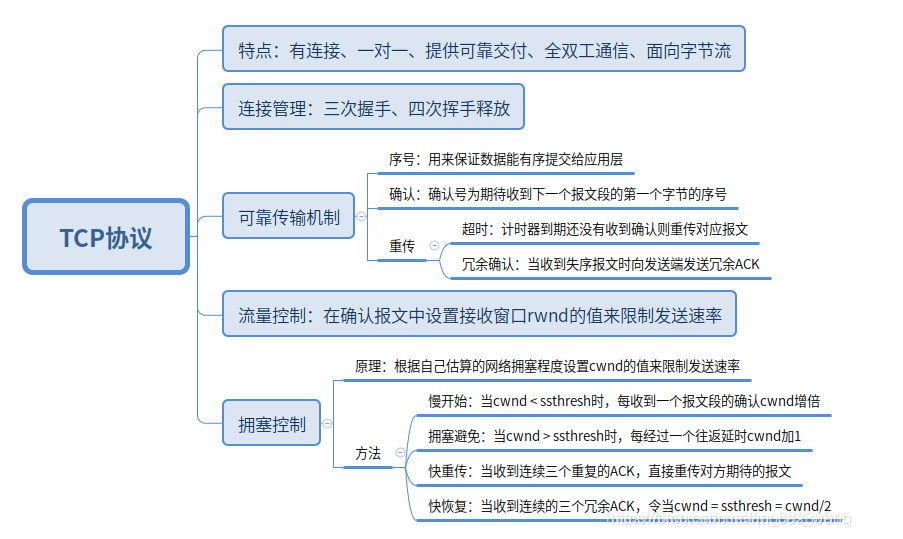 特点：有连接、一对一、提供可靠交付、全双工通信、面向字节流
连接管理：三次握手、四次挥手释放
序号：用来保证数据能有序提交给应用层
确认：确认号为期待收到下一个报文段的第一个字节的序号
可靠传输机制
重传
超时：计时器到期还没有收到确认则重传对应报文
冗余确认：当收到失序报文时向发送端发送冗余ACK
TCP协议
流量控制：在确认报文中设置接收窗口rwnd的值来限制发送速率
原理：根据自己估算的网络拥塞程度设置cwnd的值来限制发送速率
拥塞控制
方法
慢开始：当cwnd < ssthresh时，每收到一个报文段的确认cwnd增倍
拥塞避免：当cwnd > ssthresh时，每经过一个往返延时cwnd加1
快重传：当收到连续三个重复的ACK，直接重传对方期待的报文
快恢复：当收到连续的三个冗余ACK，令当cwnd = ssthresh = cwnd/2